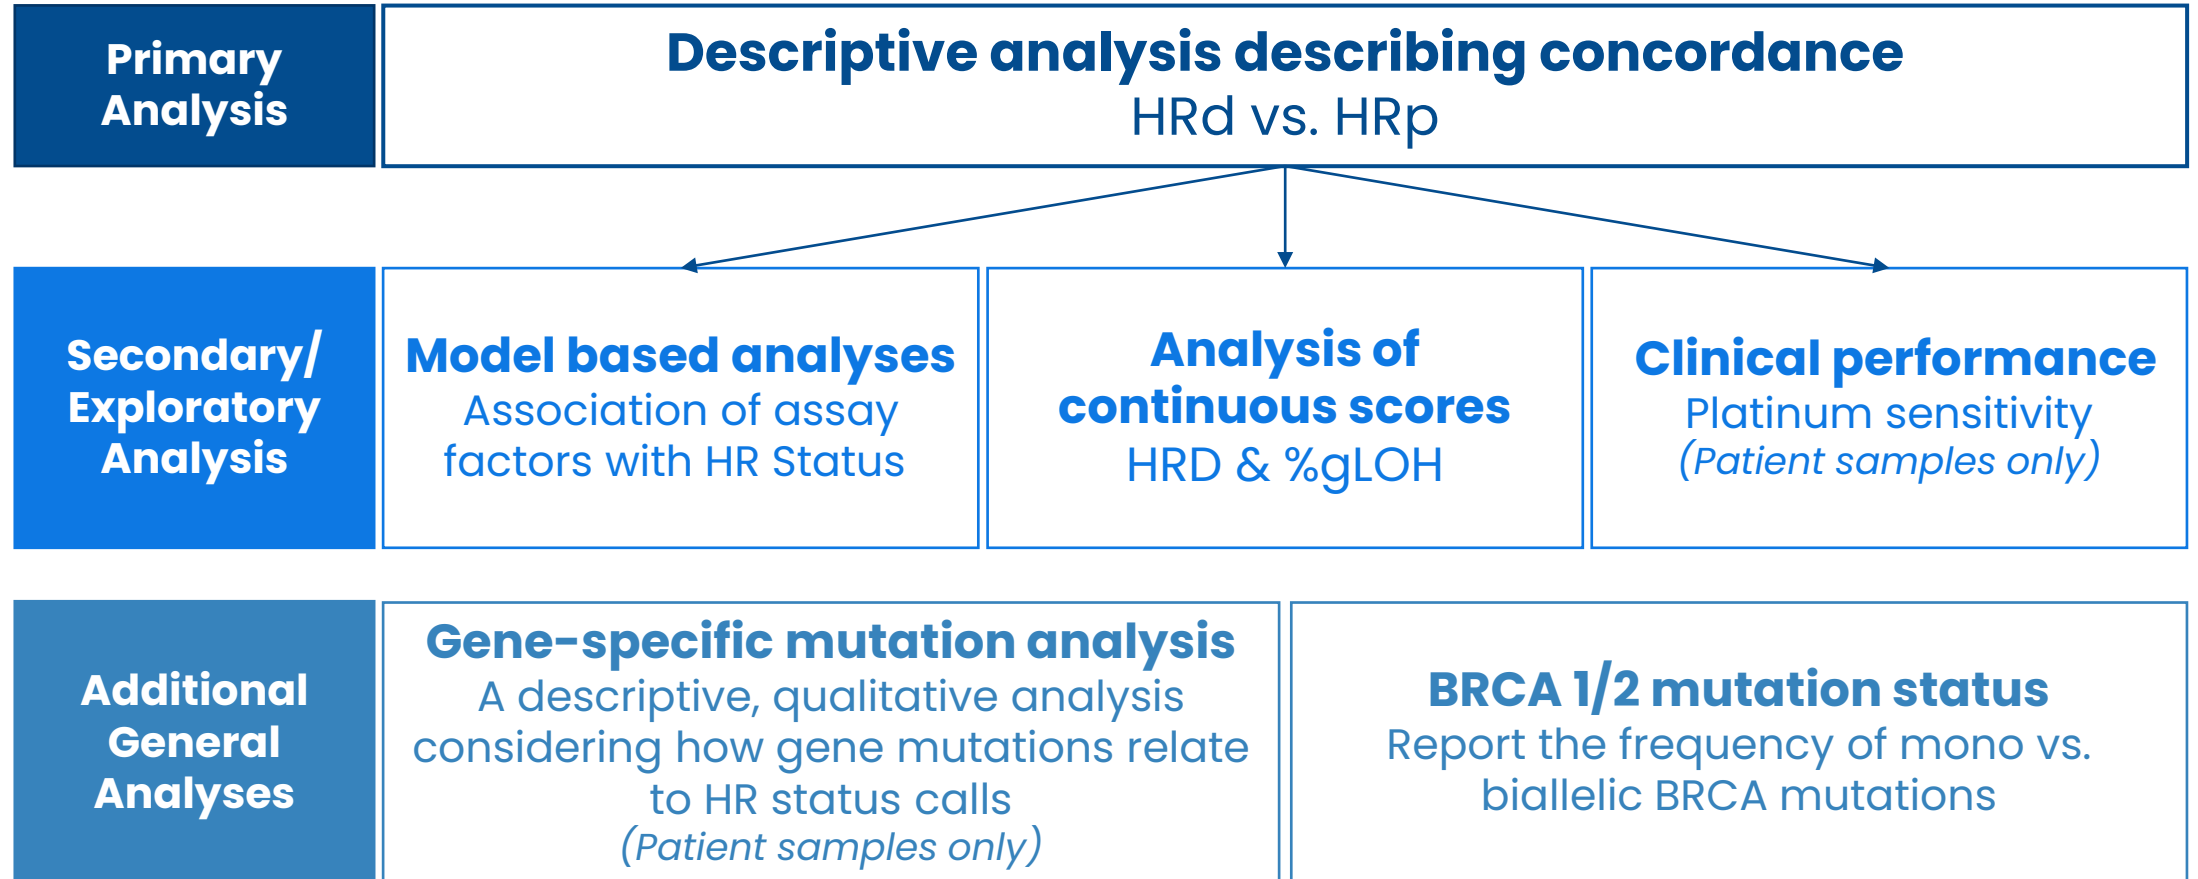 Primary
Analysis
Descriptive analysis describing concordance
HRd vs. HRp
Secondary/
Exploratory
Analysis
Model based analyses
Association of assay
factors with HR Status
Analysis of
continuous scores
HRD & %gLOH
Clinical performance
Platinum sensitivity
(Patient samples only)
Additional
General
Analyses
Gene-specific mutation analysis
A descriptive, qualitative analysis
considering how gene mutations relate
to HR status calls
(Patient samples only)
BRCA 1/2 mutation status
Report the frequency of mono vs.
biallelic BRCA mutations